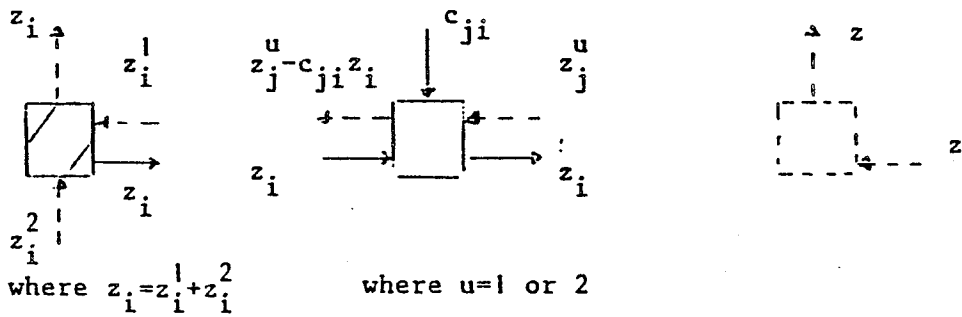 z_i
z_i^1
z_i
z_i^2
where z_i=z_i^1+z_i^2
c_ji
z_j^u-c_ji z_i
z_j^u
z_i
z_i
where u=1 or 2
z
z